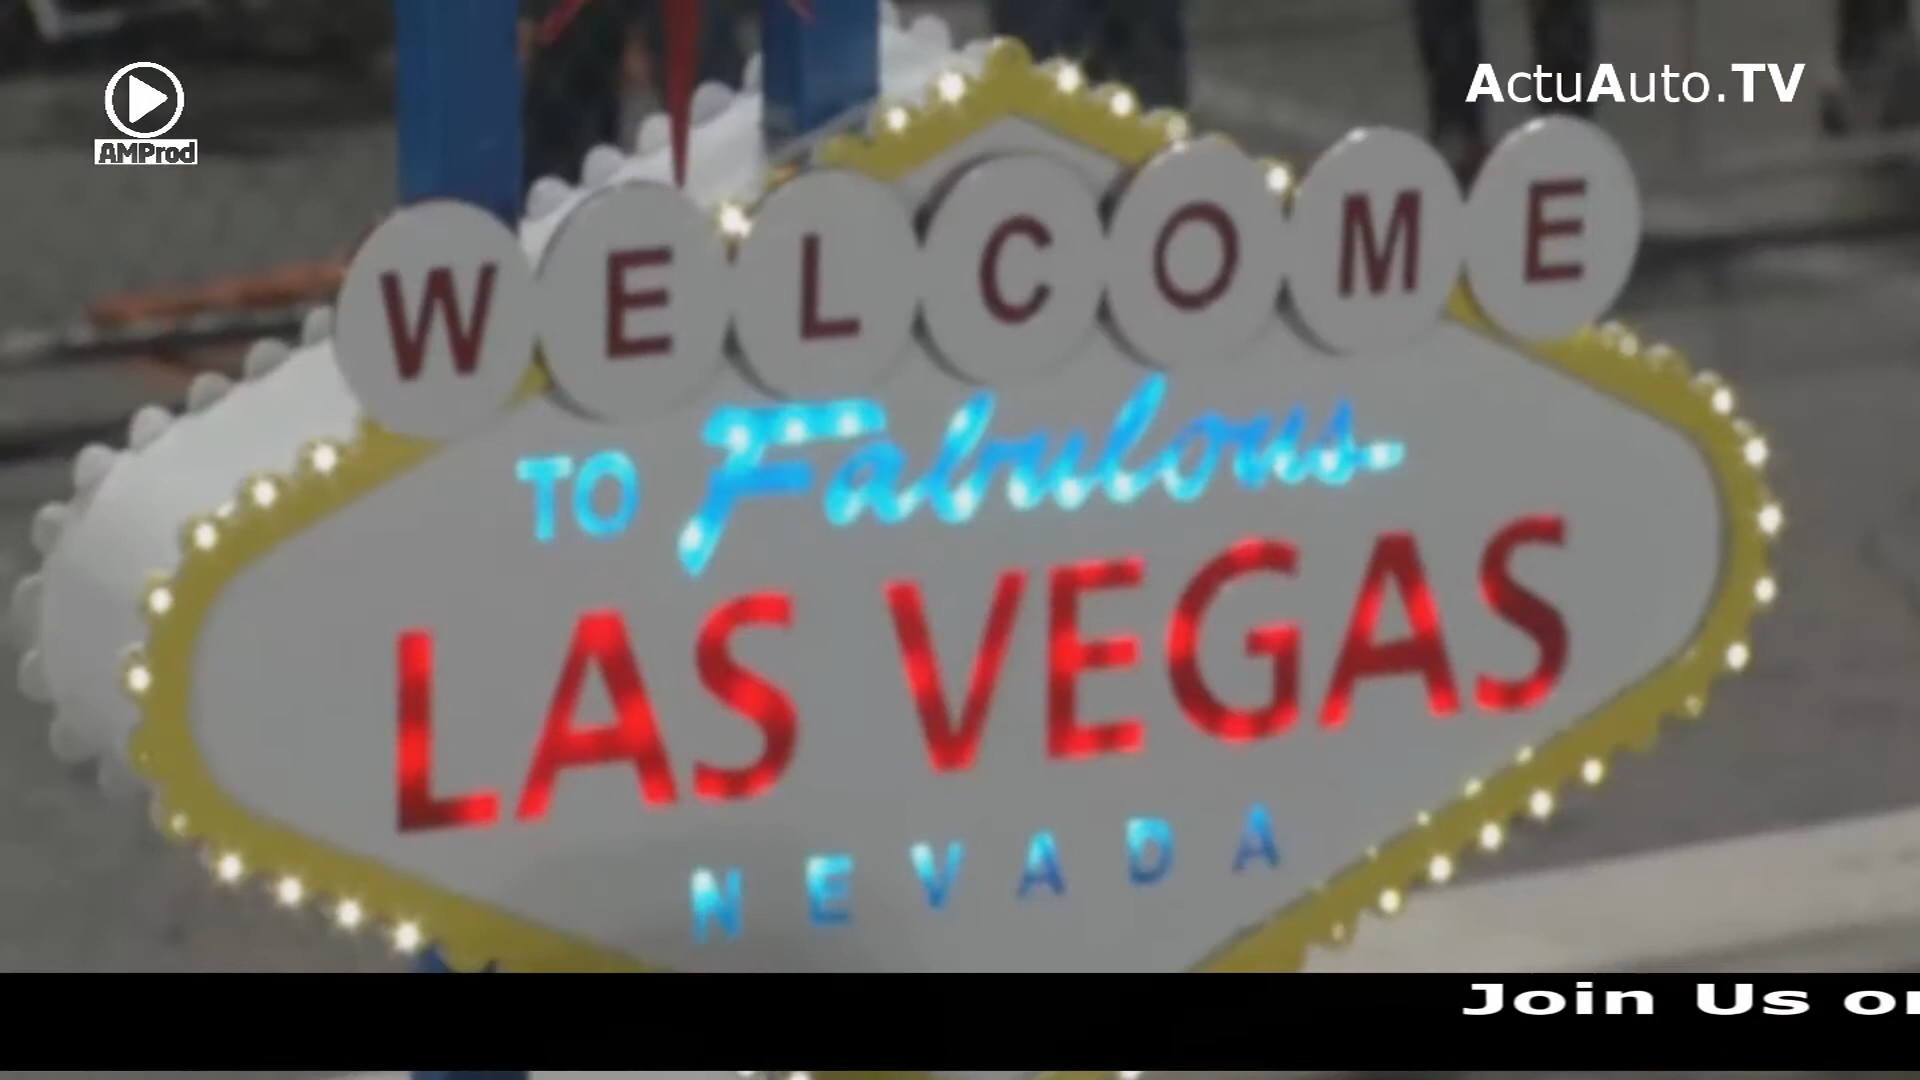 AMProd
ActuAuto.TV
WELCOME
TO Fabulous
LAS VEGAS
NEVADA
Join Us